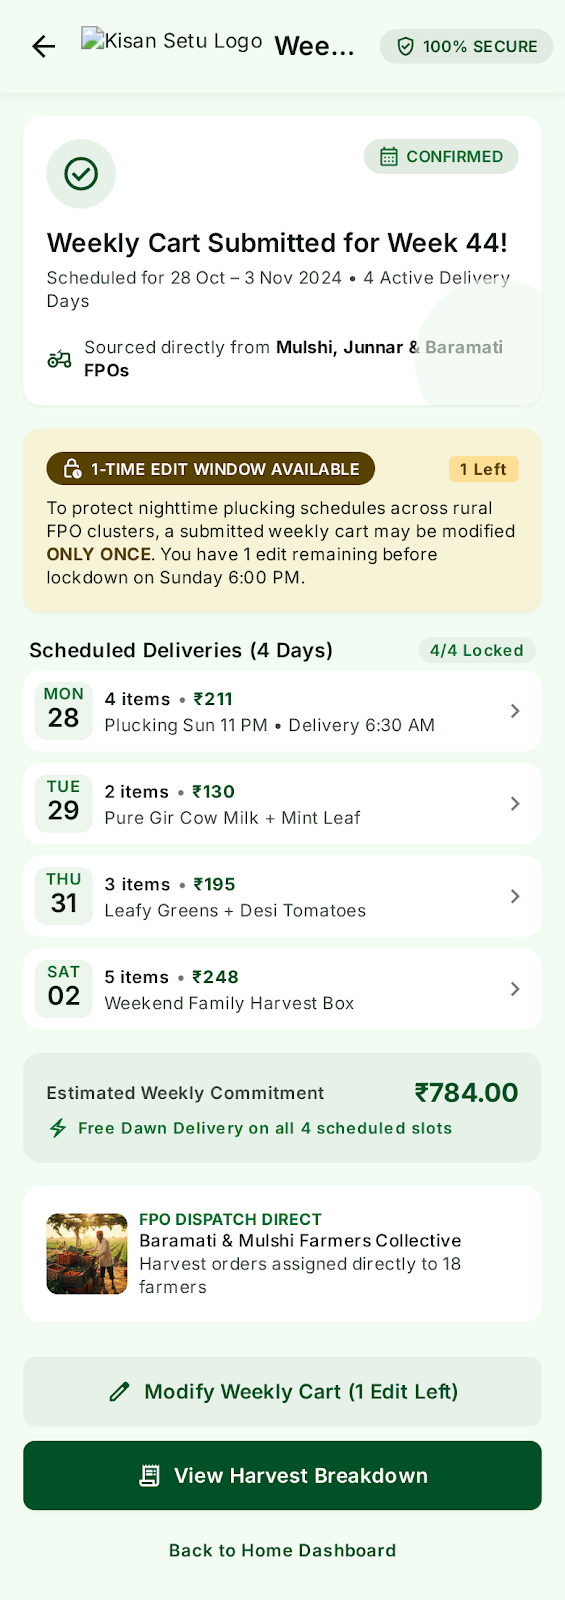 Kisan Setu Logo Wee... 100% SECURE
CONFIRMED
Weekly Cart Submitted for Week 44!
Scheduled for 28 Oct – 3 Nov 2024 • 4 Active Delivery
Days
Sourced directly from Mulshi, Junnar & Baramati
FPOs
1-TIME EDIT WINDOW AVAILABLE 1 Left
To protect nighttime plucking schedules across rural
FPO clusters, a submitted weekly cart may be modified
ONLY ONCE. You have 1 edit remaining before
lockdown on Sunday 6:00 PM.
Scheduled Deliveries (4 Days) 4/4 Locked
MON
28
4 items • ₹211
Plucking Sun 11 PM • Delivery 6:30 AM
TUE
29
2 items • ₹130
Pure Gir Cow Milk + Mint Leaf
THU
31
3 items • ₹195
Leafy Greens + Desi Tomatoes
SAT
02
5 items • ₹248
Weekend Family Harvest Box
Estimated Weekly Commitment ₹784.00
Free Dawn Delivery on all 4 scheduled slots
FPO DISPATCH DIRECT
Baramati & Mulshi Farmers Collective
Harvest orders assigned directly to 18
farmers
Modify Weekly Cart (1 Edit Left)
View Harvest Breakdown
Back to Home Dashboard